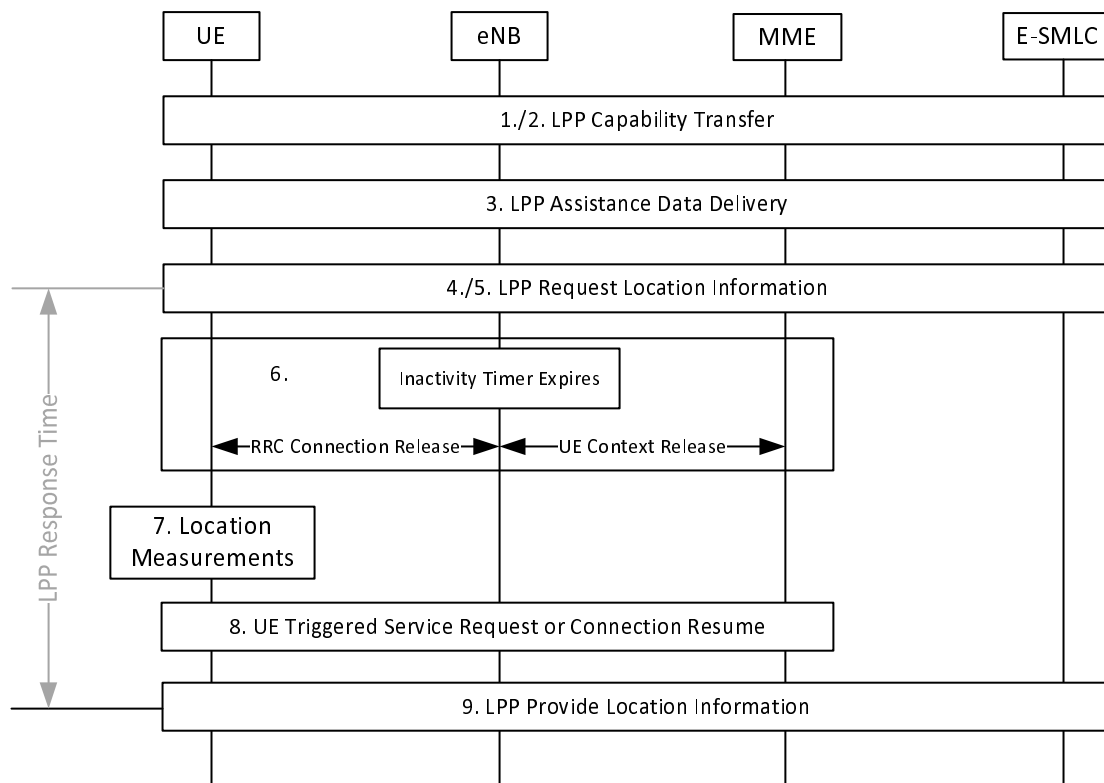 UE
eNB
MME
E-SMLC
1./2. LPP Capability Transfer
3. LPP Assistance Data Delivery
4./5. LPP Request Location Information
6.
Inactivity Timer Expires
RRC Connection Release
UE Context Release
LPP Response Time
7. Location
Measurements
8. UE Triggered Service Request or Connection Resume
9. LPP Provide Location Information